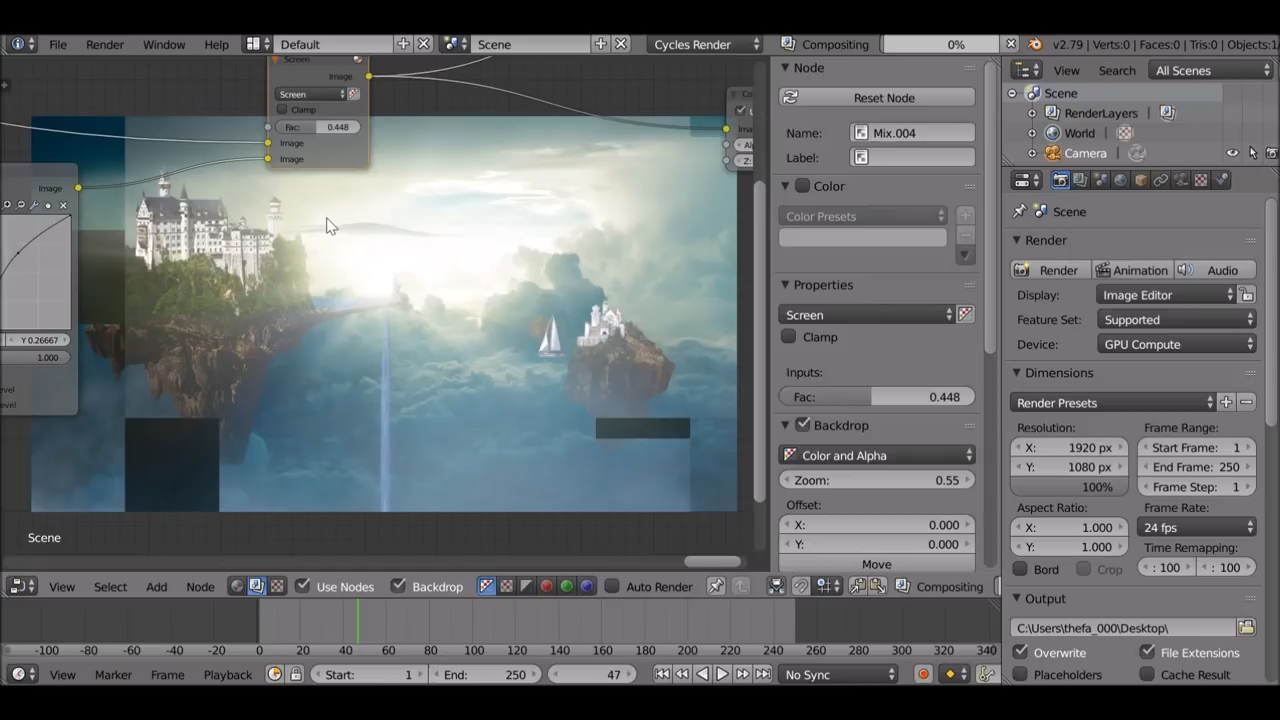 File Render Window Help Default Scene Cycles Render Compositing 0% v2.79 | Verts:0 | Faces:0 | Tris:0 | Objects:1
Screen
Image
Screen
Clamp
Fac: 0.448
Image
Image
Image
Y 0.26667
1.000
Node
Reset Node
Name: Mix.004
Label:
Color
Color Presets
Properties
Screen
Clamp
Inputs:
Fac: 0.448
Backdrop
Color and Alpha
Zoom: 0.55
Offset:
X: 0.000
Y: 0.000
Move
View Search All Scenes
Scene
RenderLayers
World
Camera
Scene
Render
Render Animation Audio
Display: Image Editor
Feature Set: Supported
Device: GPU Compute
Dimensions
Render Presets
Resolution: Frame Range:
X: 1920 px Start Frame: 1
Y: 1080 px End Frame: 250
100% Frame Step: 1
Aspect Ratio: Frame Rate:
X: 1.000 24 fps
Y: 1.000 Time Remapping:
Bord Crop : 100 : 100
Output
C:\Users\thefa_000\Desktop\
Overwrite File Extensions
Placeholders Cache Result
Scene
View Select Add Node Use Nodes Backdrop Auto Render Compositing
-100 -80 -60 -40 -20 0 20 40 60 80 100 120 140 160 180 200 220 240 260 280 300 320 340
View Marker Frame Playback Start: 1 End: 250 47 No Sync